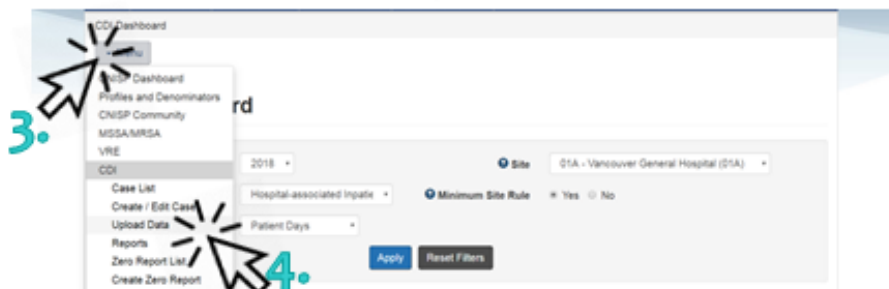 CDI Dashboard
Menu
CNISP Dashboard
Profiles and Denominators
CNISP Community
rd
3.
MSSA/MRSA
VRE
CDI
2018
Site
01A - Vancouver General Hospital (01A)
Case List
Hospital-associated Inpatie
Minimum Site Rule
Yes
No
Create / Edit Case
Upload Data
Patient Days
Reports
Zero Report List
4.
Apply
Reset Filters
Create Zero Report